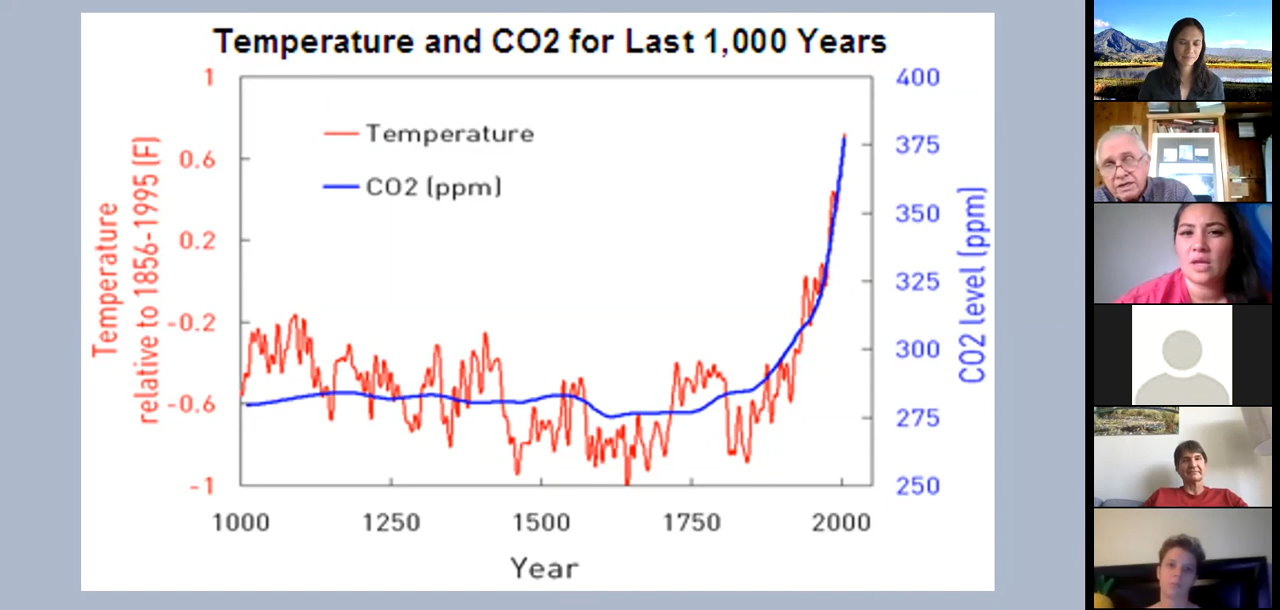 Temperature and CO2 for Last 1,000 Years
1
0.6
0.2
-0.2
-0.6
-1
Temperature
relative to 1856-1995 (F)
Temperature
CO2 (ppm)
400
375
350
325
300
275
250
CO2 level (ppm)
1000 1250 1500 1750 2000
Year